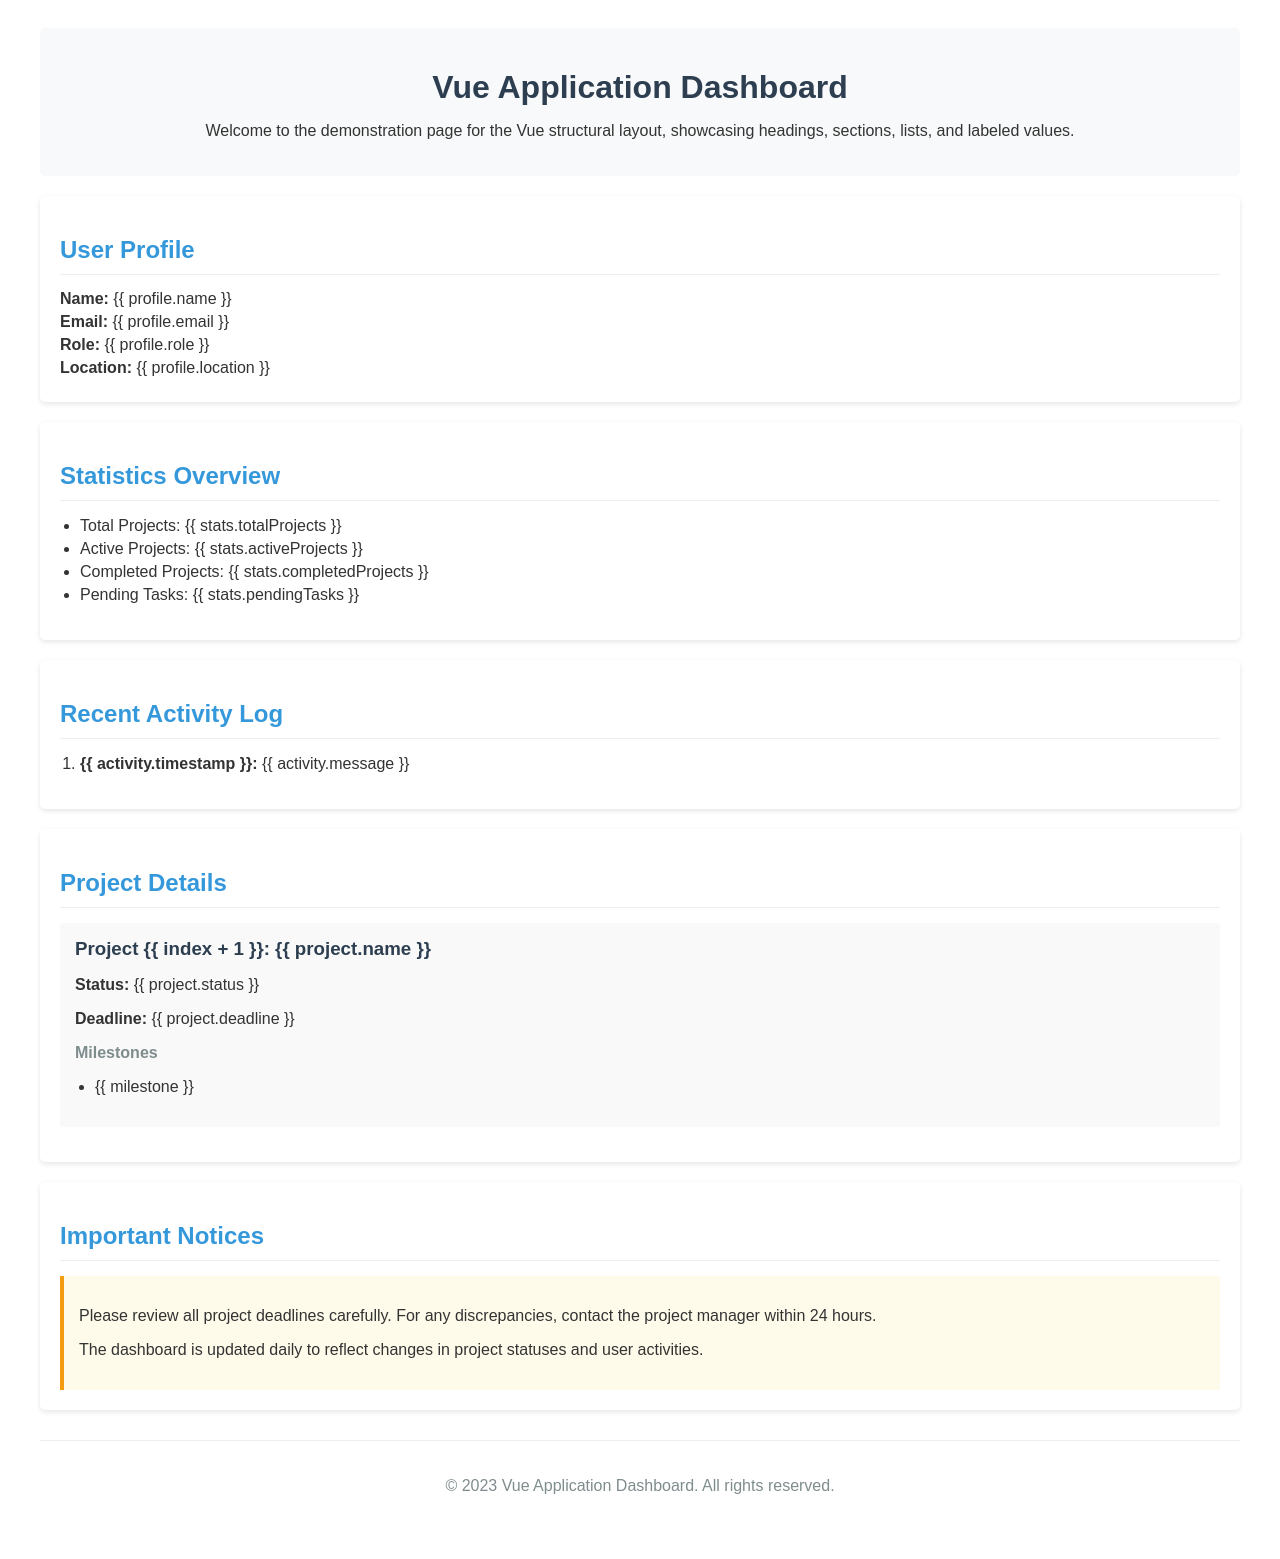 Vue Application Dashboard
Welcome to the demonstration page for the Vue structural layout, showcasing headings, sections, lists, and labeled values.
User Profile
Name: {{ profile.name }}
Email: {{ profile.email }}
Role: {{ profile.role }}
Location: {{ profile.location }}
Statistics Overview
Total Projects: {{ stats.totalProjects }}
Active Projects: {{ stats.activeProjects }}
Completed Projects: {{ stats.completedProjects }}
Pending Tasks: {{ stats.pendingTasks }}
Recent Activity Log
1. {{ activity.timestamp }}: {{ activity.message }}
Project Details
Project {{ index + 1 }}: {{ project.name }}
Status: {{ project.status }}
Deadline: {{ project.deadline }}
Milestones
{{ milestone }}
Important Notices
Please review all project deadlines carefully. For any discrepancies, contact the project manager within 24 hours.
The dashboard is updated daily to reflect changes in project statuses and user activities.
© 2023 Vue Application Dashboard. All rights reserved.